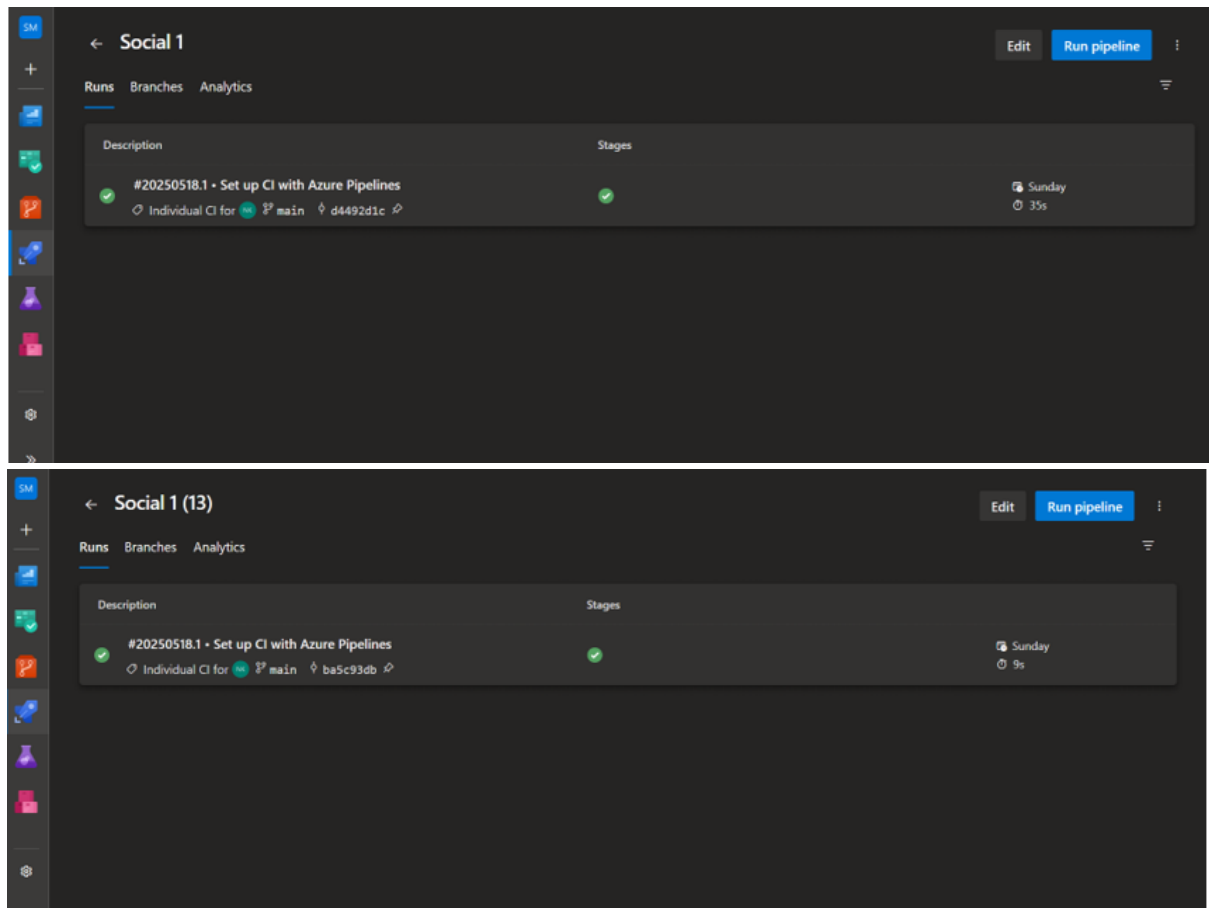 SM
← Social 1
Edit
Run pipeline
Runs
Branches
Analytics
Description
Stages
#20250518.1 • Set up CI with Azure Pipelines
Individual CI for NK main d4492d1c
Sunday
35s
SM
← Social 1 (13)
Edit
Run pipeline
Runs
Branches
Analytics
Description
Stages
#20250518.1 • Set up CI with Azure Pipelines
Individual CI for NK main ba5c93db
Sunday
9s